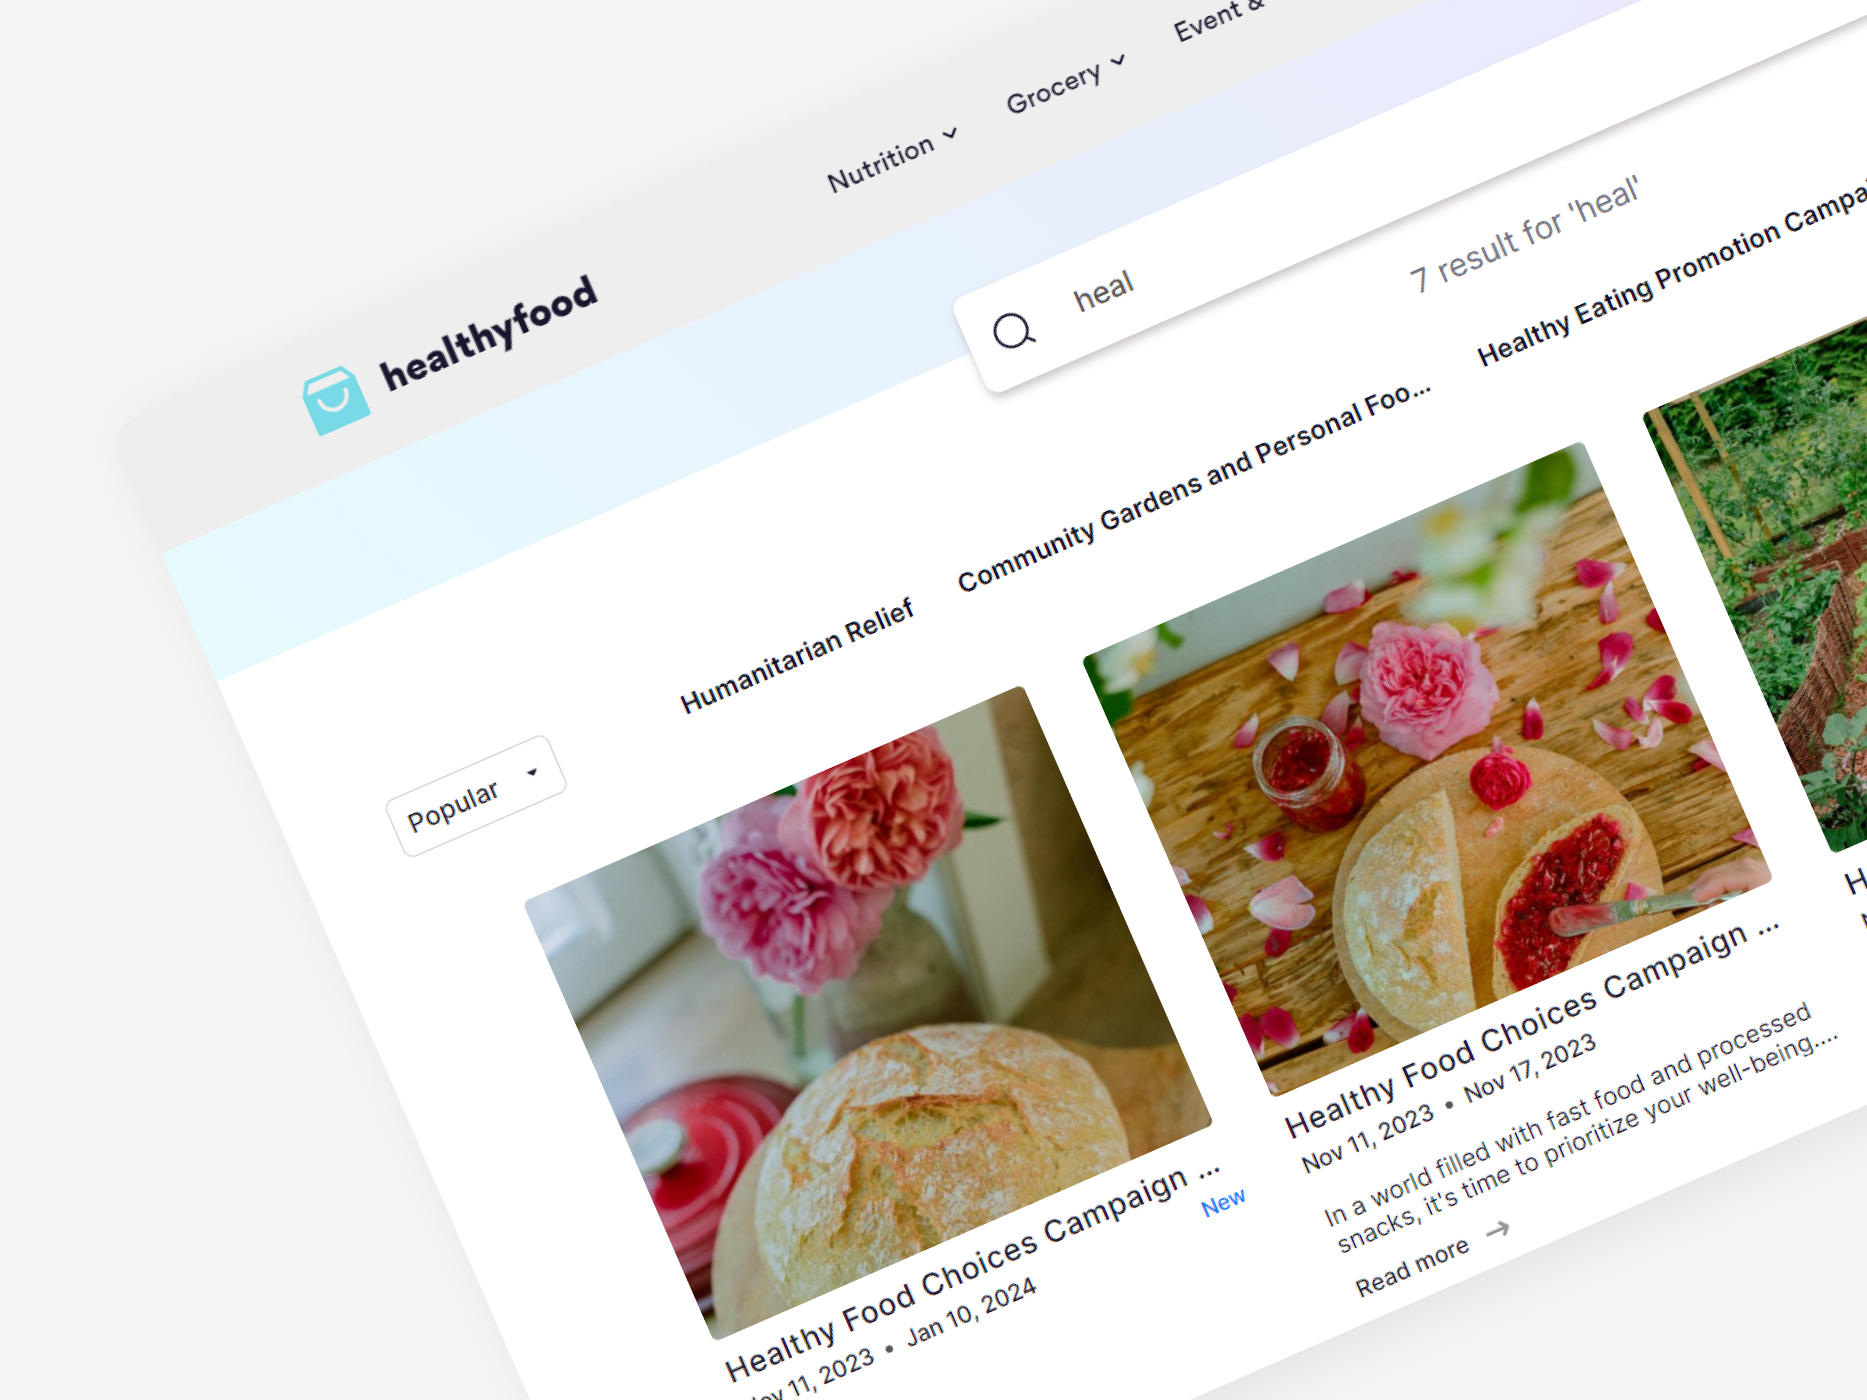 Event &
Grocery
Nutrition
healthyfood
heal
7 result for 'heal'
Humanitarian Relief
Community Gardens and Personal Foo...
Healthy Eating Promotion
Popular
Healthy Food Choices Campaign ...
New
11, 2023 • Jan 10, 2024
Healthy Food Choices Campaign ...
Nov 11, 2023 • Nov 17, 2023
In a world filled with fast food and processed
snacks, it's time to prioritize your well-being....
Read more